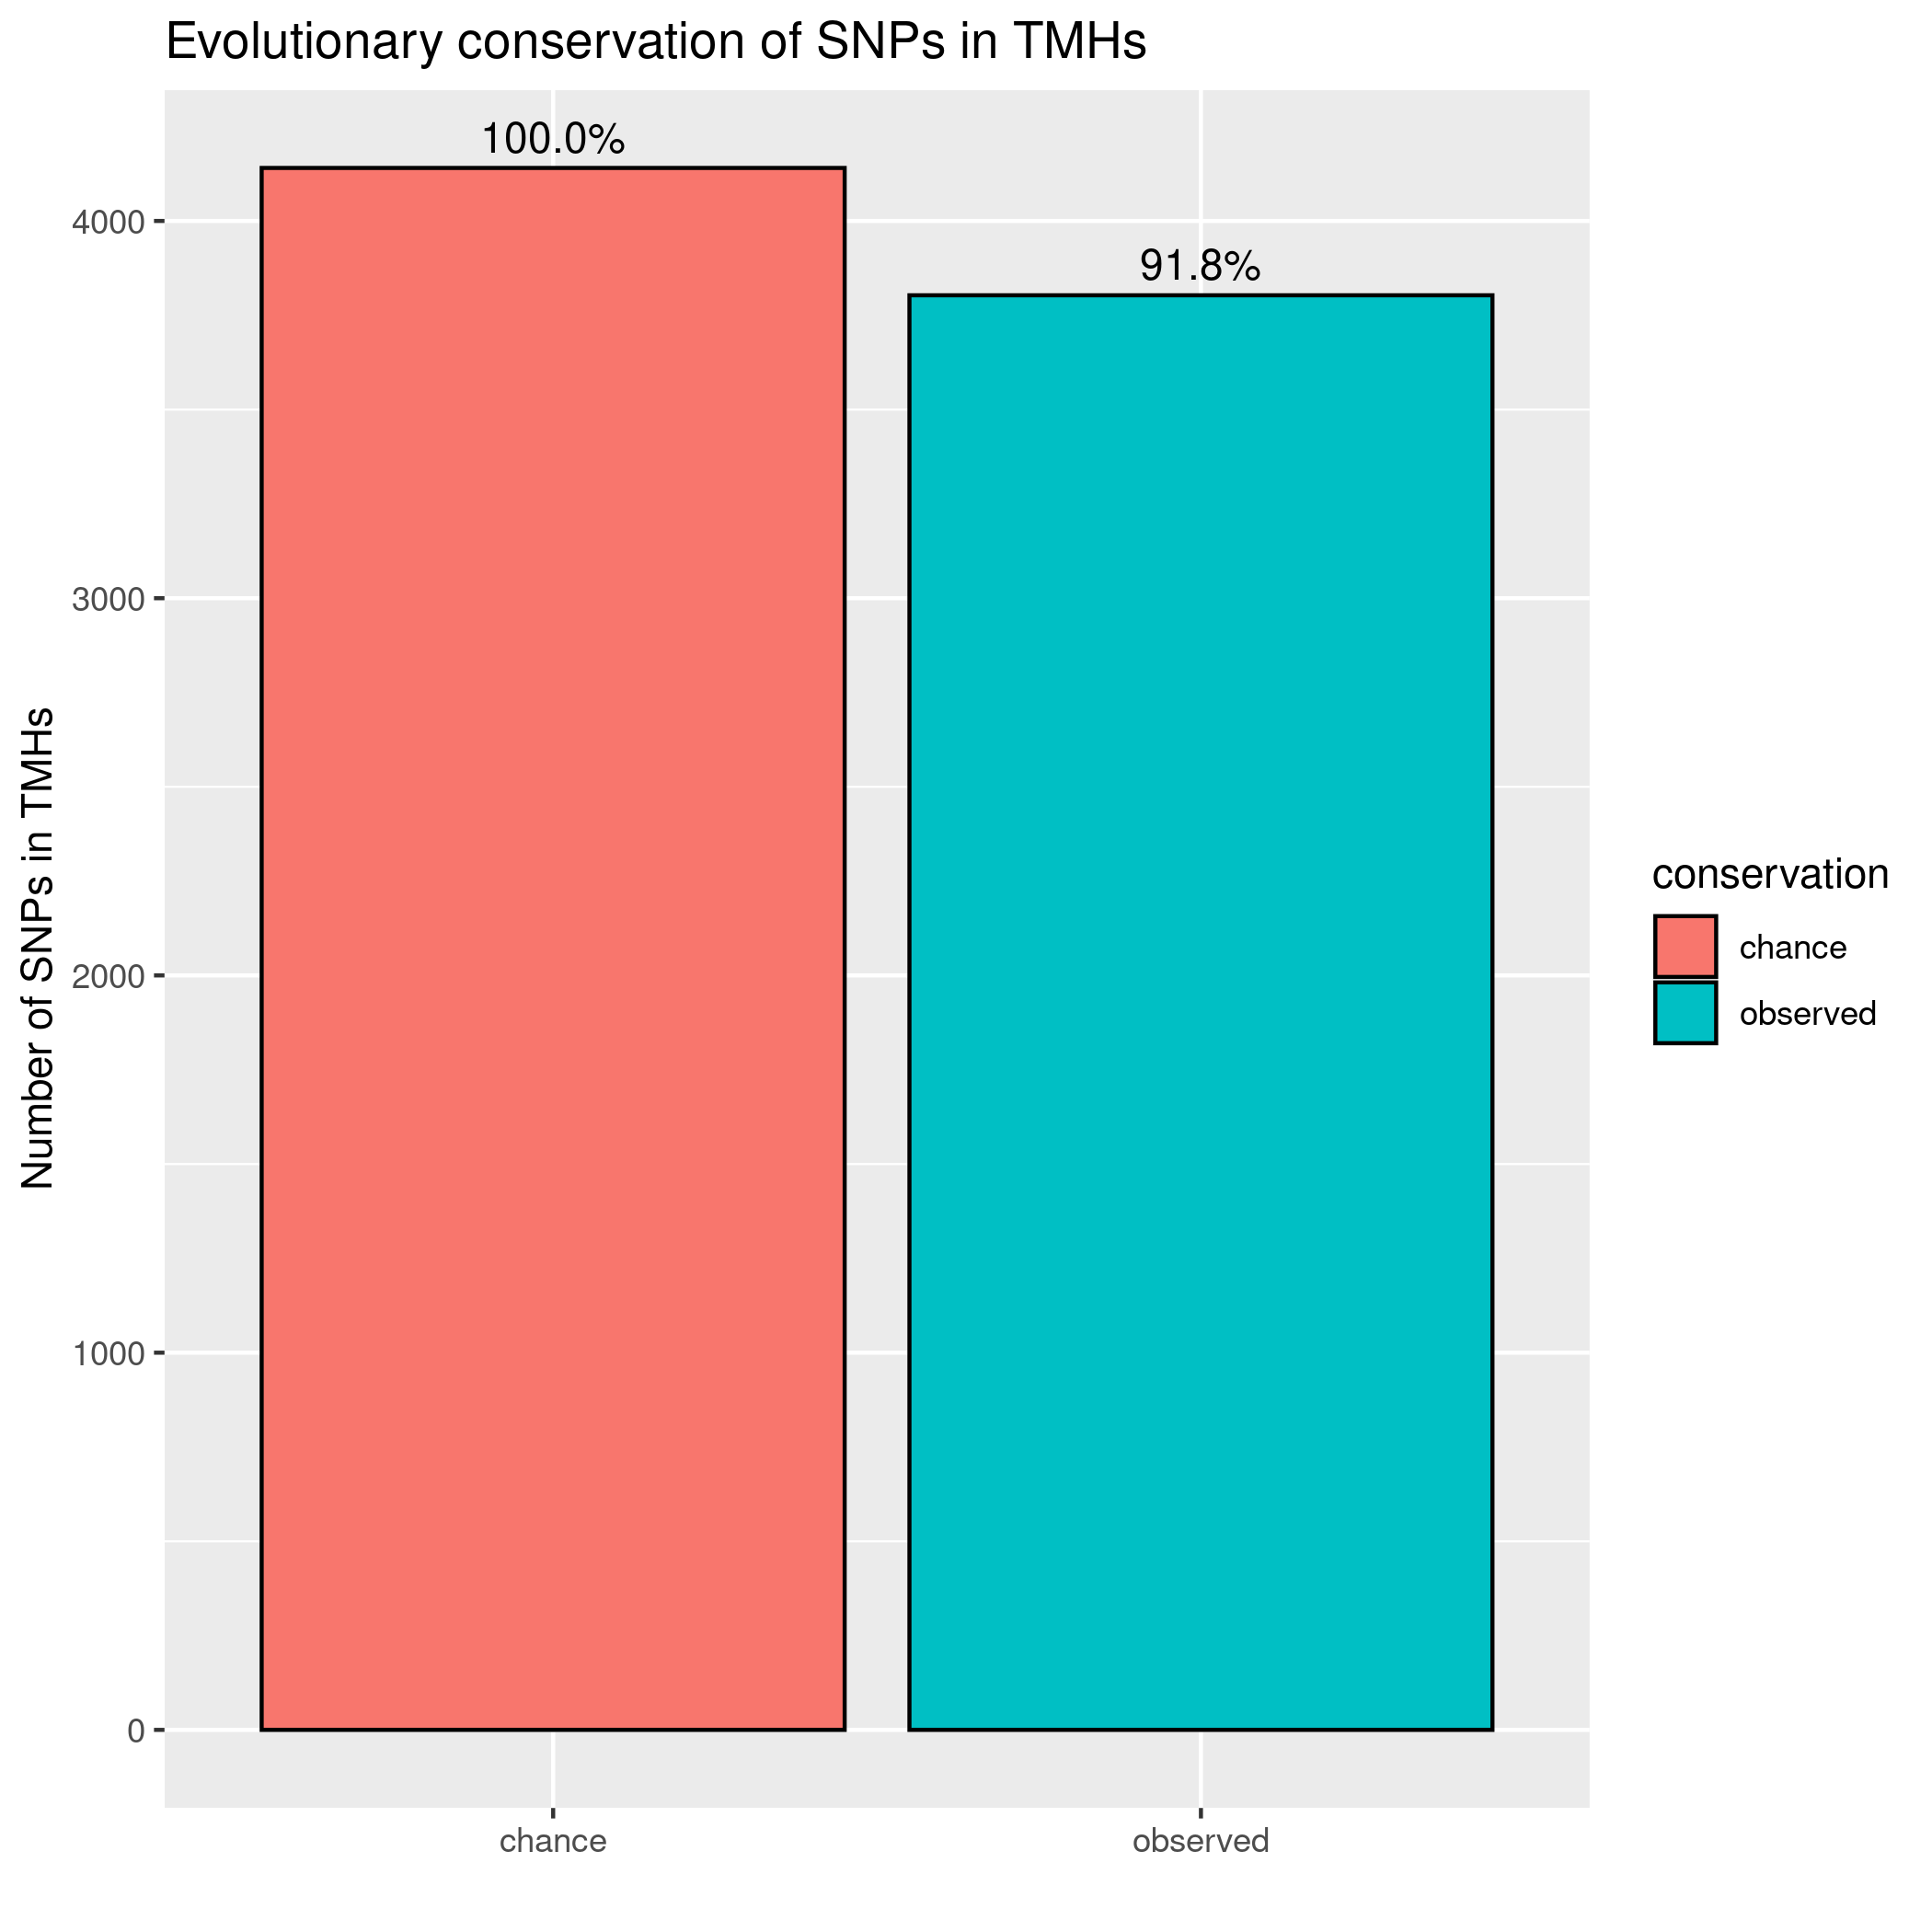 Evolutionary conservation of SNPs in TMHs
100.0%
91.8%
4000
3000
2000
1000
0
Number of SNPs in TMHs
chance
observed
conservation
chance
observed